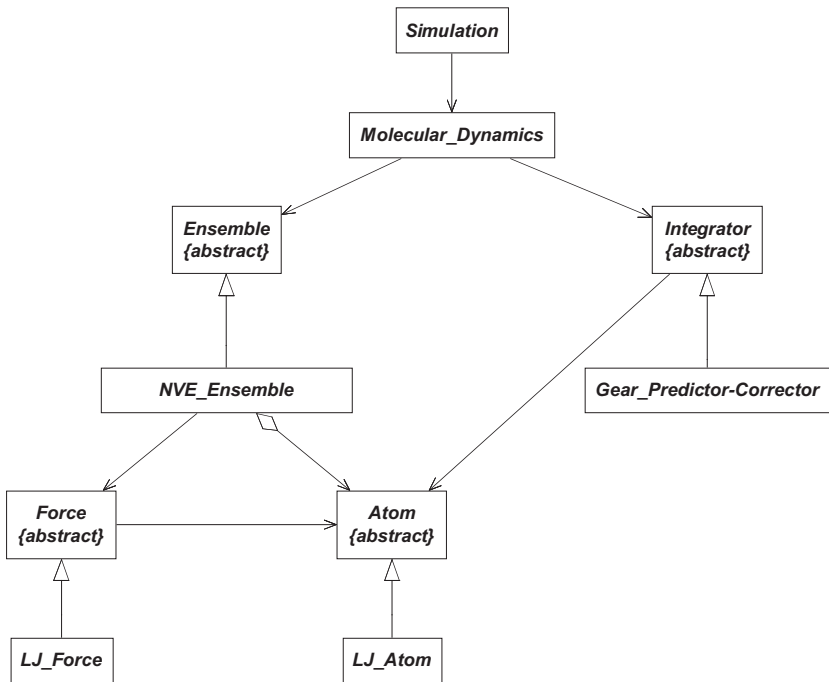 Simulation
Molecular_Dynamics
Ensemble
{abstract}
Integrator
{abstract}
NVE_Ensemble
Gear_Predictor-Corrector
Force
{abstract}
Atom
{abstract}
LJ_Force
LJ_Atom